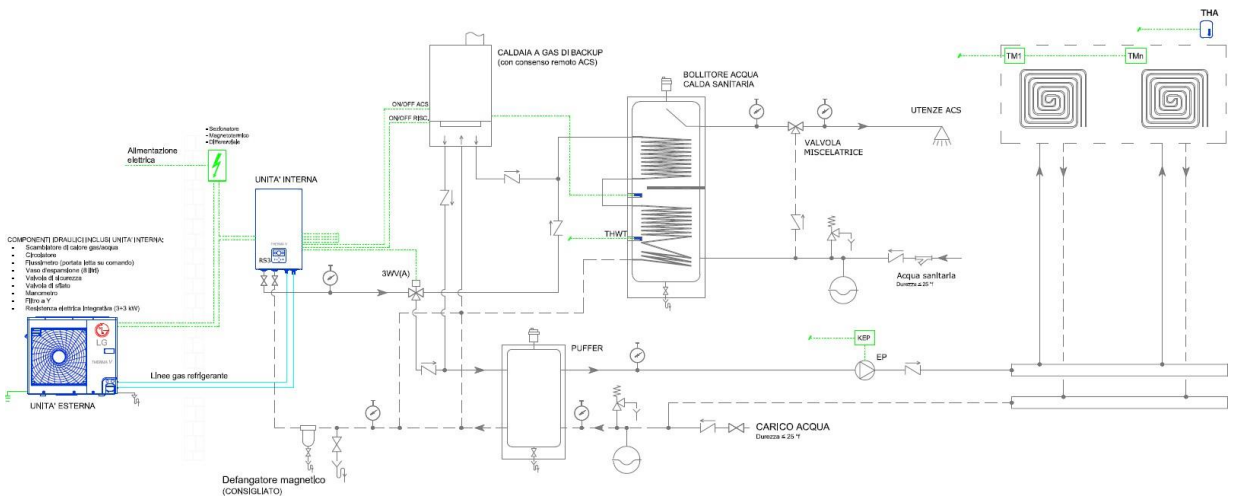 THA
TM1
TMn
CALDAIA A GAS DI BACKUP
(con consenso remoto ACS)
BOLLITORE ACQUA
CALDA SANITARIA
ON/OFF ACS
ON/OFF RISC.
UTENZE ACS
VALVOLA
MISCELATRICE
• Sezionatore
• Magnetotermico
• Differenziale
Alimentazione
elettrica
UNITA' INTERNA
THERMA V
RS3
COMPONENTI IDRAULICI INCLUSI UNITA' INTERNA:
• Scambiatore di calore gas/acqua
• Circolatore
• Flussimetro (portata letta su comando)
• Vaso d'espansione (8 litri)
• Valvola di sicurezza
• Valvola di sfiato
• Manometro
• Filtro a Y
• Resistenza elettrica integrativa (3+3 kW)
THWT
3WV(A)
Acqua sanitaria
Durezza ≤ 25 °f
LG
THERMA V
Linee gas refrigerante
UNITA' ESTERNA
PUFFER
KEP
EP
CARICO ACQUA
Durezza ≤ 25 °f
Defangatore magnetico
(CONSIGLIATO)